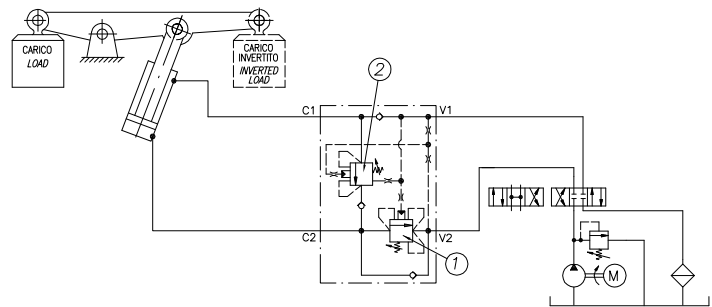 CARICO
LOAD
CARICO
INVERTITO
INVERTED
LOAD
2
C1
V1
C2
V2
1
M